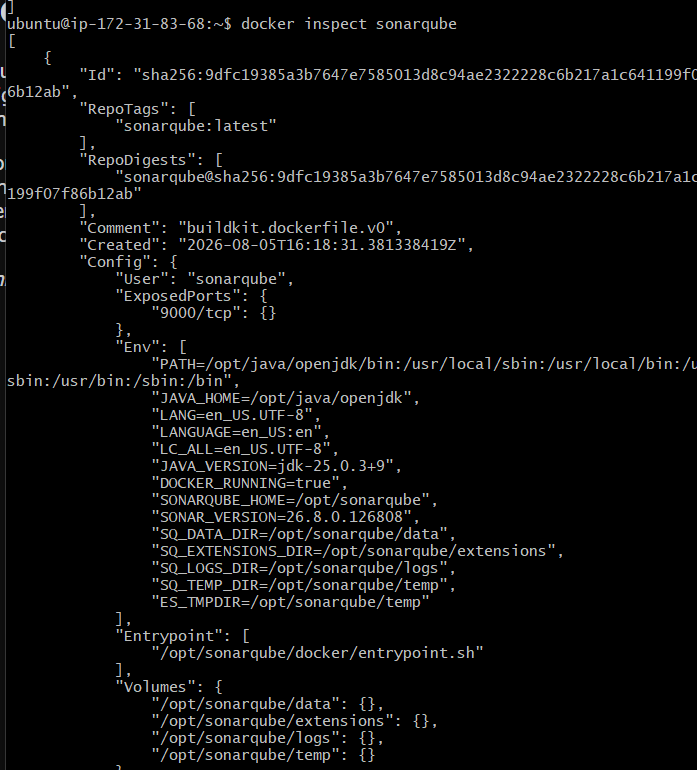 ]
ubuntu@ip-172-31-83-68:~$ docker inspect sonarqube
[
    {
        "Id": "sha256:9dfc19385a3b7647e7585013d8c94ae2322228c6b217a1c641199f0
6b12ab",
        "RepoTags": [
            "sonarqube:latest"
        ],
        "RepoDigests": [
            "sonarqube@sha256:9dfc19385a3b7647e7585013d8c94ae2322228c6b217a1c
199f07f86b12ab"
        ],
        "Comment": "buildkit.dockerfile.v0",
        "Created": "2026-08-05T16:18:31.381338419Z",
        "Config": {
            "User": "sonarqube",
            "ExposedPorts": {
                "9000/tcp": {}
            },
            "Env": [
                "PATH=/opt/java/openjdk/bin:/usr/local/sbin:/usr/local/bin:/u
sbin:/usr/bin:/sbin:/bin",
                "JAVA_HOME=/opt/java/openjdk",
                "LANG=en_US.UTF-8",
                "LANGUAGE=en_US:en",
                "LC_ALL=en_US.UTF-8",
                "JAVA_VERSION=jdk-25.0.3+9",
                "DOCKER_RUNNING=true",
                "SONARQUBE_HOME=/opt/sonarqube",
                "SONAR_VERSION=26.8.0.126808",
                "SQ_DATA_DIR=/opt/sonarqube/data",
                "SQ_EXTENSIONS_DIR=/opt/sonarqube/extensions",
                "SQ_LOGS_DIR=/opt/sonarqube/logs",
                "SQ_TEMP_DIR=/opt/sonarqube/temp",
                "ES_TMPDIR=/opt/sonarqube/temp"
            ],
            "Entrypoint": [
                "/opt/sonarqube/docker/entrypoint.sh"
            ],
            "Volumes": {
                "/opt/sonarqube/data": {},
                "/opt/sonarqube/extensions": {},
                "/opt/sonarqube/logs": {},
                "/opt/sonarqube/temp": {}